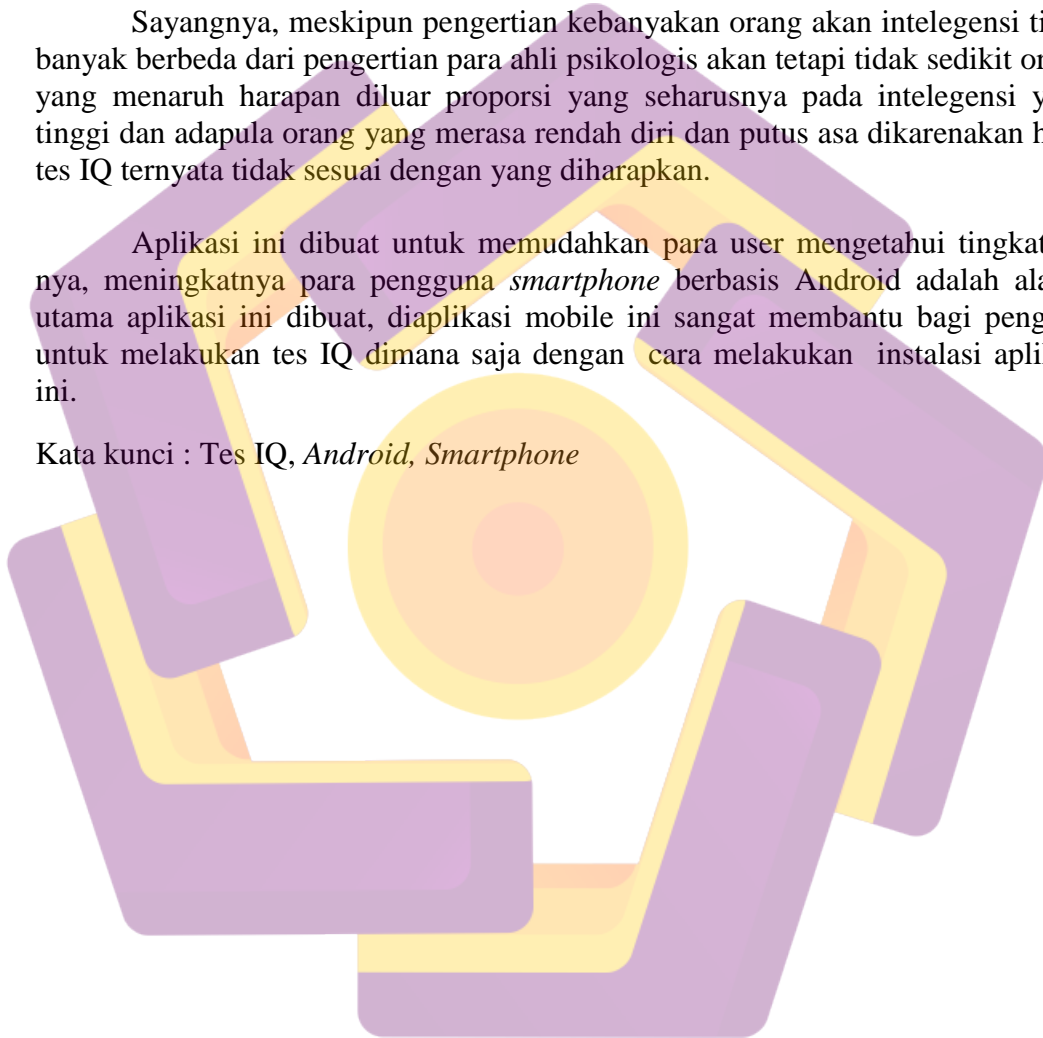 Sayangnya, meskipun pengertian kebanyakan orang akan intelegensi ti
banyak berbeda dari pengertian para ahli psikologis akan tetapi tidak sedikit or
yang menaruh harapan diluar proporsi yang seharusnya pada intelegensi y
tinggi dan adapula orang yang merasa rendah diri dan putus asa dikarenakan h
tes IQ ternyata tidak sesuai dengan yang diharapkan.
Aplikasi ini dibuat untuk memudahkan para user mengetahui tingkat
nya, meningkatnya para pengguna smartphone berbasis Android adalah ala
utama aplikasi ini dibuat, diaplikasi mobile ini sangat membantu bagi peng
untuk melakukan tes IQ dimana saja dengan cara melakukan instalasi apli
ini.
Kata kunci : Tes IQ, Android, Smartphone